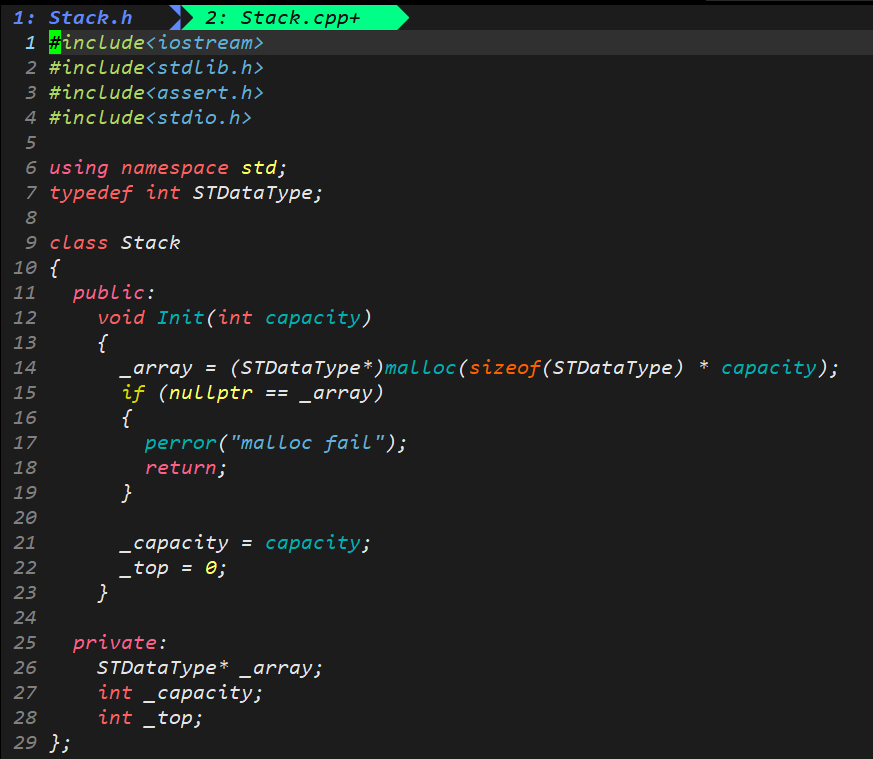 1: Stack.h 2: Stack.cpp+
1 #include<iostream>
2 #include<stdlib.h>
3 #include<assert.h>
4 #include<stdio.h>
5
6 using namespace std;
7 typedef int STDataType;
8
9 class Stack
10 {
11   public:
12     void Init(int capacity)
13     {
14       _array = (STDataType*)malloc(sizeof(STDataType) * capacity);
15       if (nullptr == _array)
16       {
17         perror("malloc fail");
18         return;
19       }
20
21       _capacity = capacity;
22       _top = 0;
23     }
24
25   private:
26     STDataType* _array;
27     int _capacity;
28     int _top;
29 };